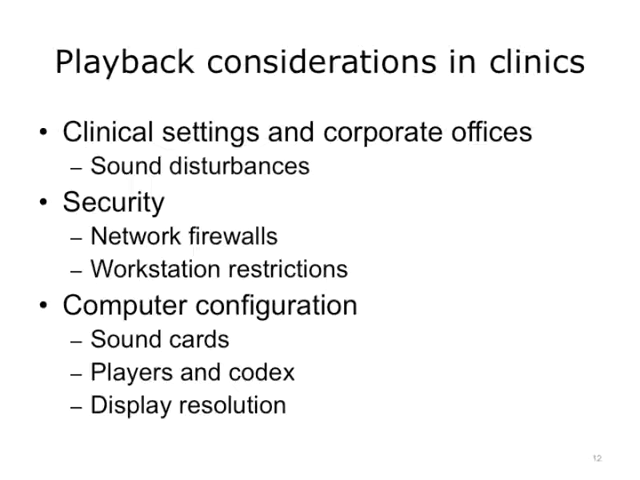 Playback considerations in clinics
• Clinical settings and corporate offices
– Sound disturbances
• Security
– Network firewalls
– Workstation restrictions
• Computer configuration
– Sound cards
– Players and codex
– Display resolution
12